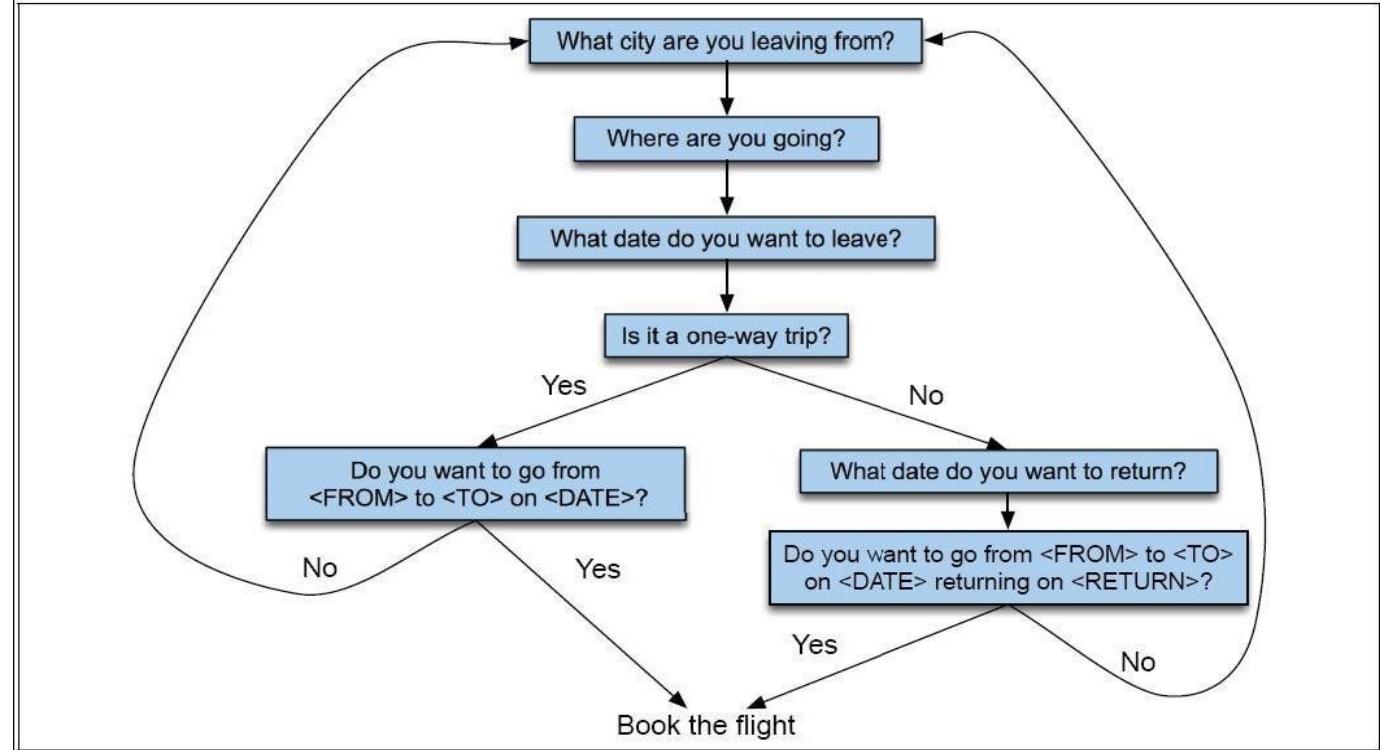 What city are you leaving from?
Where are you going?
What date do you want to leave?
Is it a one-way trip?
Yes
No
Do you want to go from
<FROM> to <TO> on <DATE>?
What date do you want to return?
Do you want to go from <FROM> to <TO>
on <DATE> returning on <RETURN>?
No
Yes
Yes
No
Book the flight